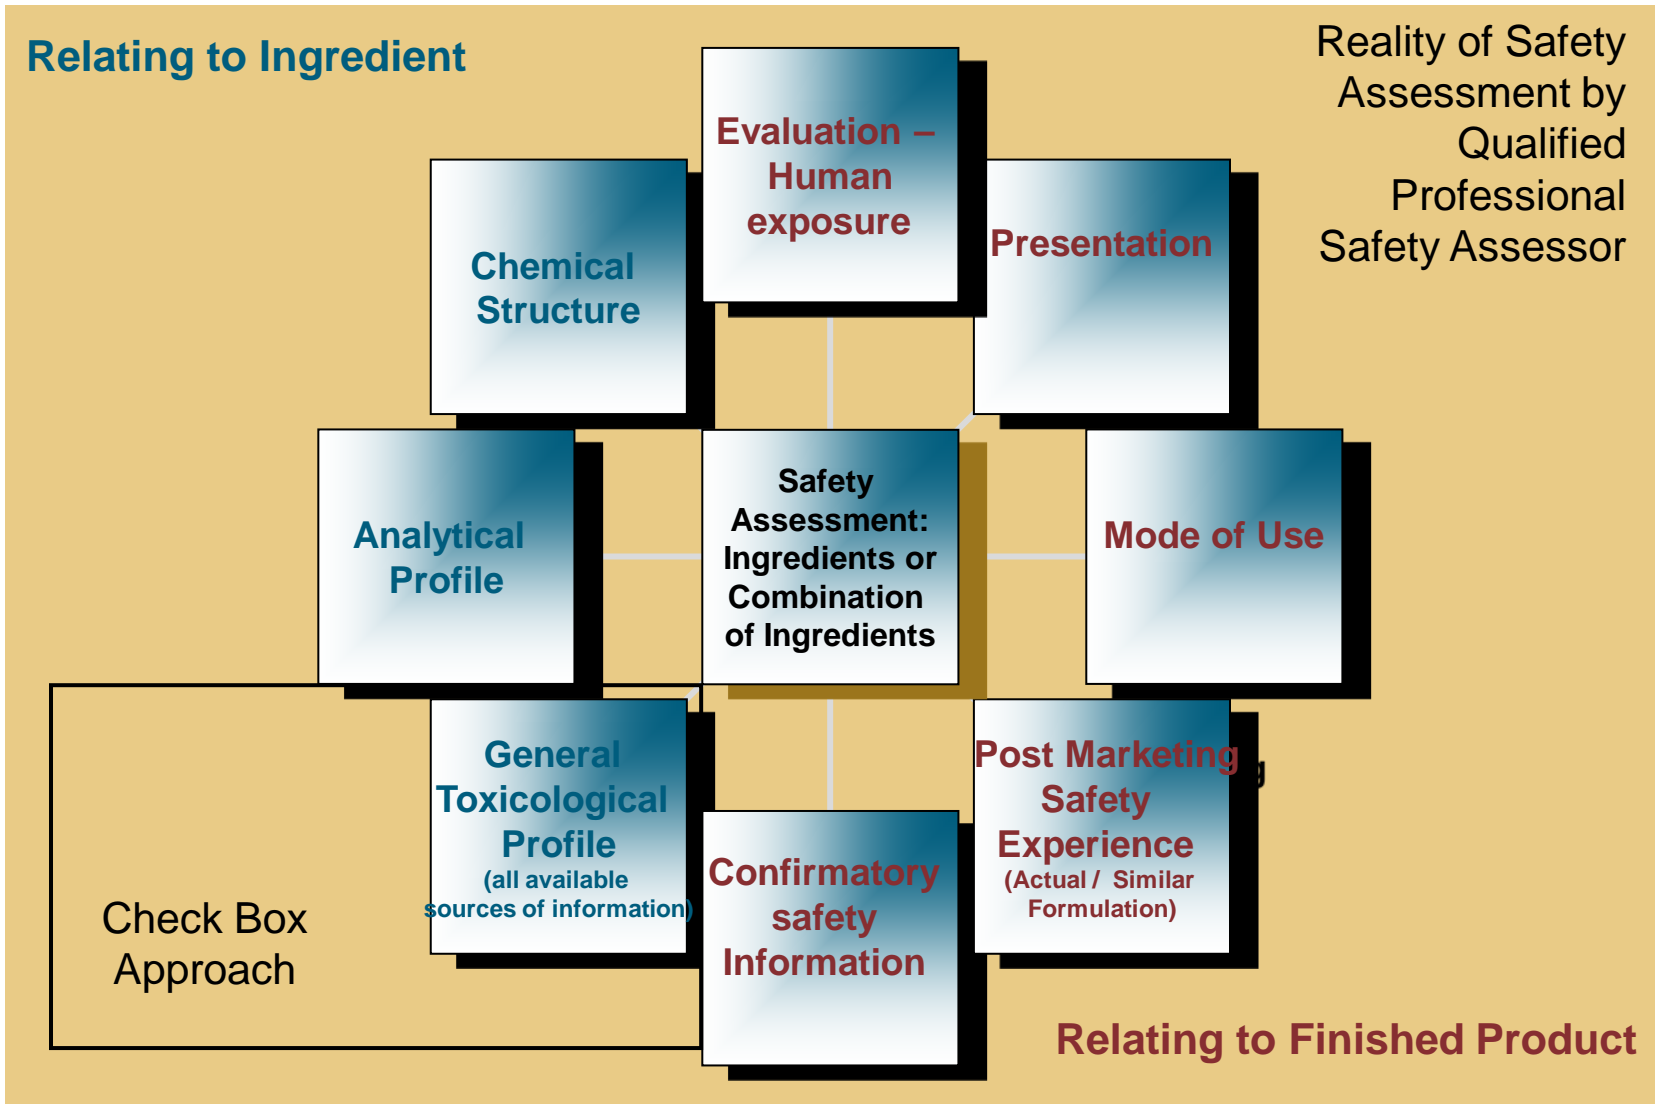 Relating to Ingredient
Reality of Safety
Assessment by
Qualified
Professional
Safety Assessor
Evaluation –
Human
exposure
Chemical
Structure
Presentation
Analytical
Profile
Safety
Assessment:
Ingredients or
Combination
of Ingredients
Mode of Use
General
Toxicological
Profile
(all available
sources of information)
Confirmatory
safety
Information
Post Marketing
Safety
Experience
(Actual / Similar
Formulation)
Check Box
Approach
Relating to Finished Product